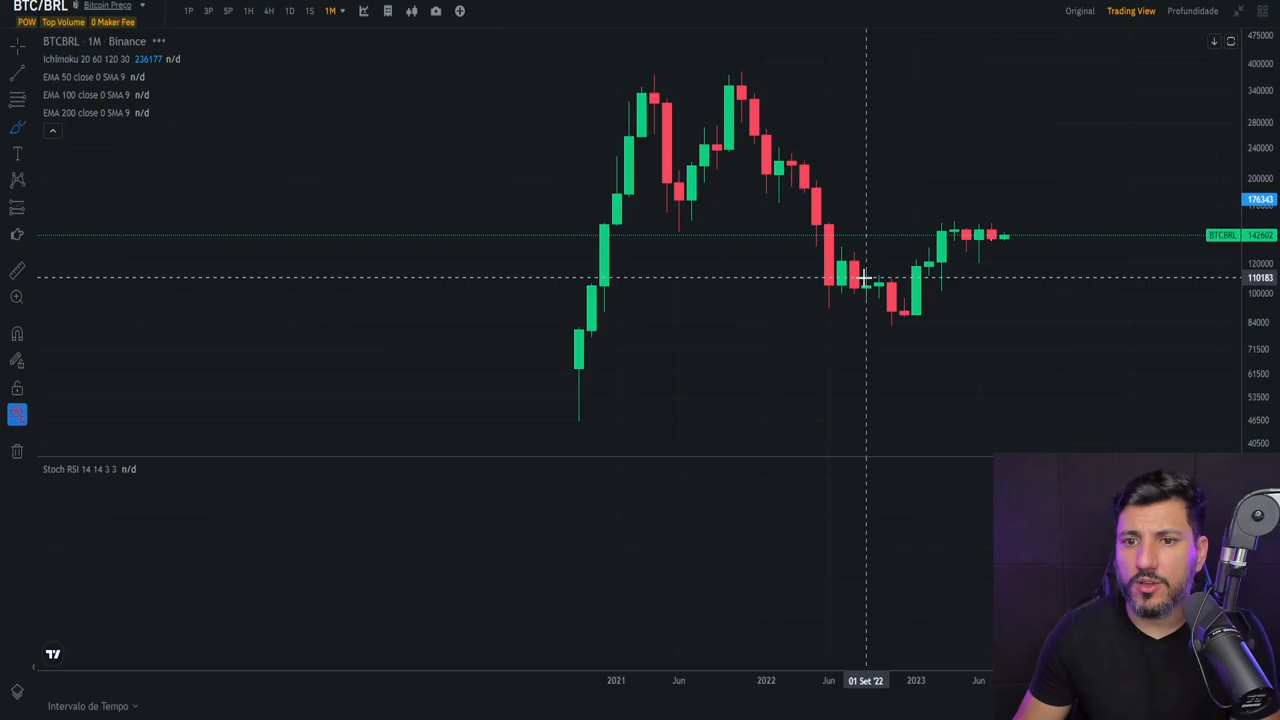 BTC/BRL Bitcoin Preço
POW Top Volume 0 Maker Fee
1P 3P 5P 1H 4H 1D 1S 1M
Original Trading View Profundidade
BTCBRL · 1M · Binance
Ichimoku 20 60 120 30 236177 n/d
EMA 50 close 0 SMA 9 n/d
EMA 100 close 0 SMA 9 n/d
EMA 200 close 0 SMA 9 n/d
475000
400000
340000
280000
240000
200000
176343
BTCBRL 142602
120000
110183
100000
84000
71500
61500
53500
46500
40500
Stoch RSI 14 14 3 3 n/d
2021 Jun 2022 Jun 01 Set '22 2023 Jun
Intervalo de Tempo